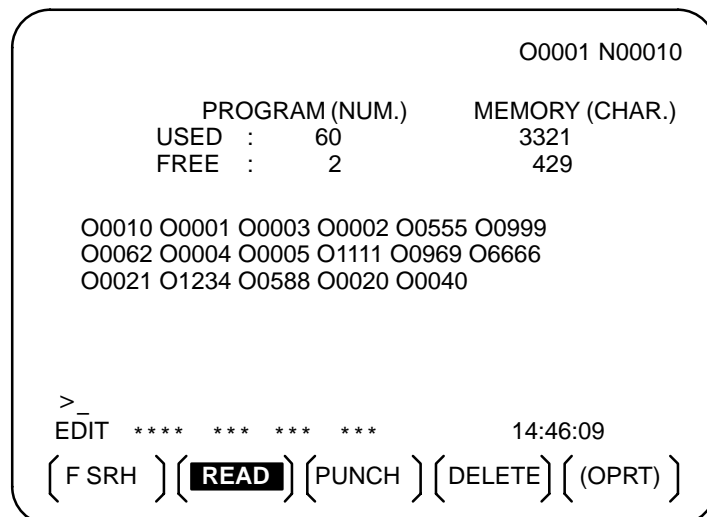 O0001 N00010
PROGRAM (NUM.) MEMORY (CHAR.)
USED : 60 3321
FREE : 2 429
O0010 O0001 O0003 O0002 O0555 O0999
O0062 O0004 O0005 O1111 O0969 O6666
O0021 O1234 O0588 O0020 O0040
>_
EDIT **** *** *** *** 14:46:09
F SRH READ PUNCH DELETE (OPRT)